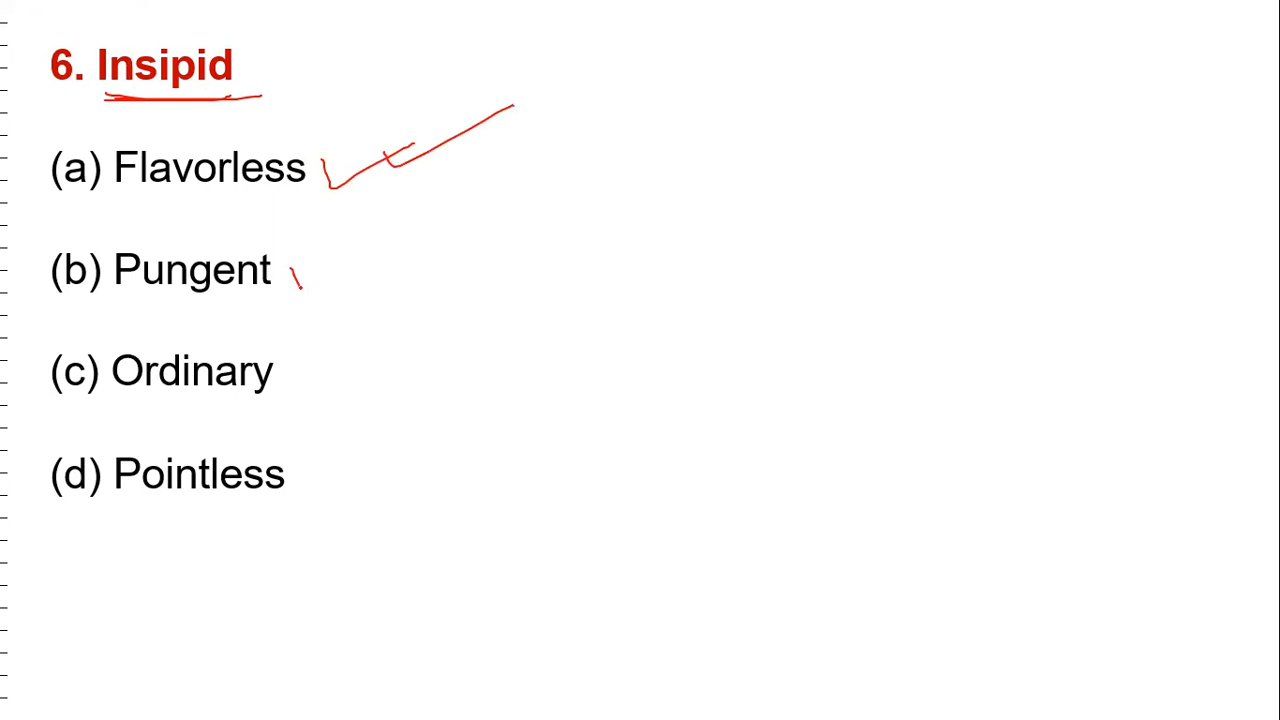 6. Insipid
(a) Flavorless
(b) Pungent
(c) Ordinary
(d) Pointless